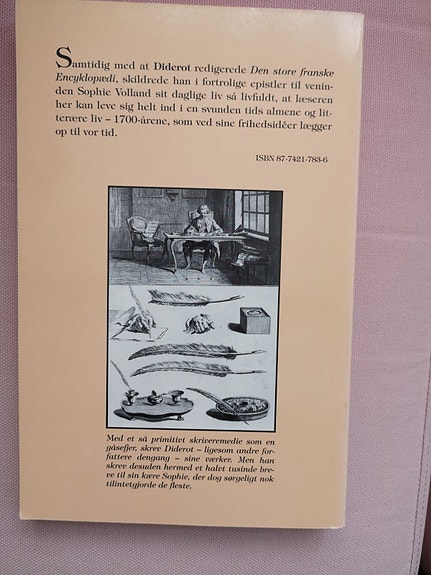 Samtidig med at Diderot redigerede Den store franske
Encyklopædi, skildrede han i fortrolige epistler til venin-
den Sophie Volland sit daglige liv så livfuldt, at læseren
her kan leve sig helt ind i en svunden tids almene og lit-
terære liv – 1700-årene, som ved sine frihedsidéer lægger
op til vor tid.
ISBN 87-7421-783-6
Med et så primitivt skriveremedie som en
gåsefjer, skrev Diderot – ligesom andre for-
fattere dengang – sine værker. Men han
skrev desuden hermed et halvt tusinde bre-
ve til sin kære Sophie, der dog sørgeligt nok
tilintetgjorde de fleste.